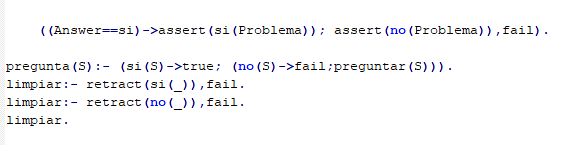 ((Answer==si)->assert(si(Problema)); assert(no(Problema)),fail).
pregunta(S):- (si(S)->true; (no(S)->fail;preguntar(S))).
limpiar:- retract(si(_)),fail.
limpiar:- retract(no(_)),fail.
limpiar.